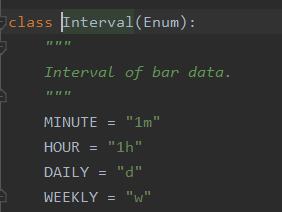 class Interval(Enum):
"""
Interval of bar data.
"""
MINUTE = "1m"
HOUR = "1h"
DAILY = "d"
WEEKLY = "w"